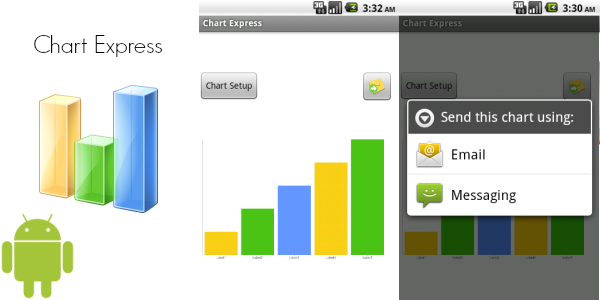 Chart Express
3G 3:32 AM
Chart Express
Chart Setup
3G 3:30 AM
Chart Express
Chart Setup
Send this chart using:
Email
Messaging